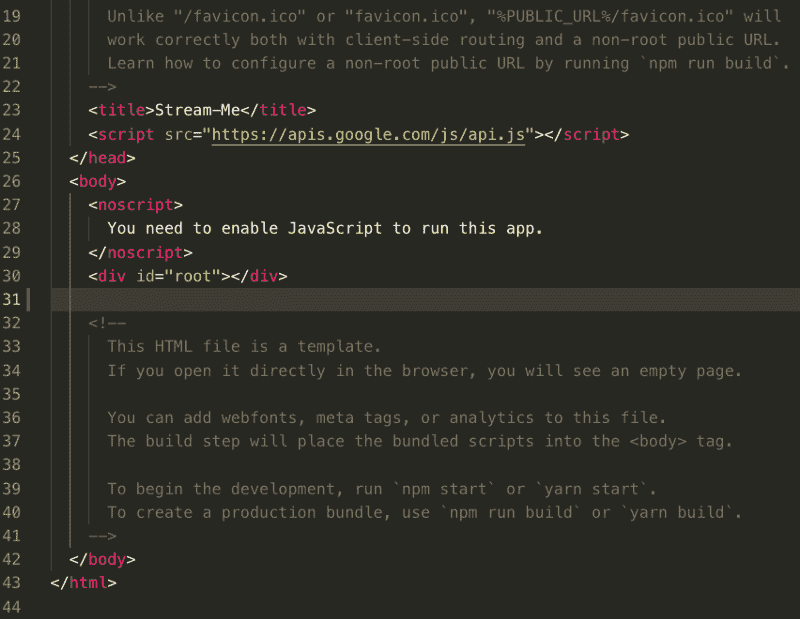 19 Unlike "/favicon.ico" or "favicon.ico", "%PUBLIC_URL%/favicon.ico" will
20 work correctly both with client-side routing and a non-root public URL.
21 Learn how to configure a non-root public URL by running `npm run build`.
22 -->
23 <title>Stream-Me</title>
24 <script src="https://apis.google.com/js/api.js"></script>
25 </head>
26 <body>
27 <noscript>
28 You need to enable JavaScript to run this app.
29 </noscript>
30 <div id="root"></div>
31
32 <!--
33 This HTML file is a template.
34 If you open it directly in the browser, you will see an empty page.
35
36 You can add webfonts, meta tags, or analytics to this file.
37 The build step will place the bundled scripts into the <body> tag.
38
39 To begin the development, run `npm start` or `yarn start`.
40 To create a production bundle, use `npm run build` or `yarn build`.
41 -->
42 </body>
43 </html>
44